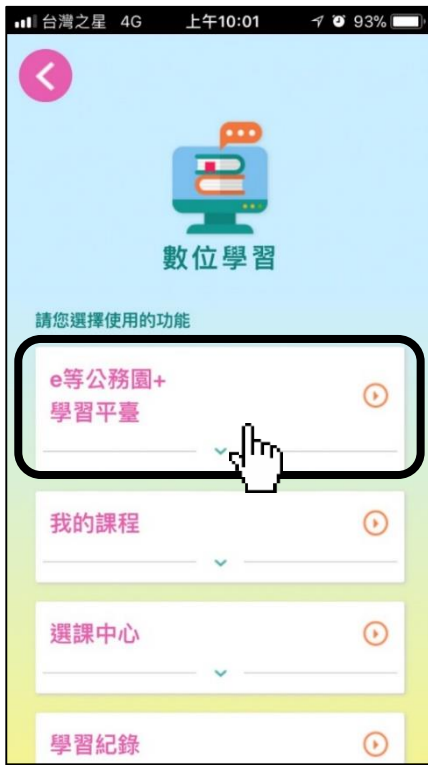 台灣之星 4G 上午10:01 93%
數位學習
請您選擇使用的功能
e等公務園+
學習平臺
我的課程
選課中心
學習紀錄